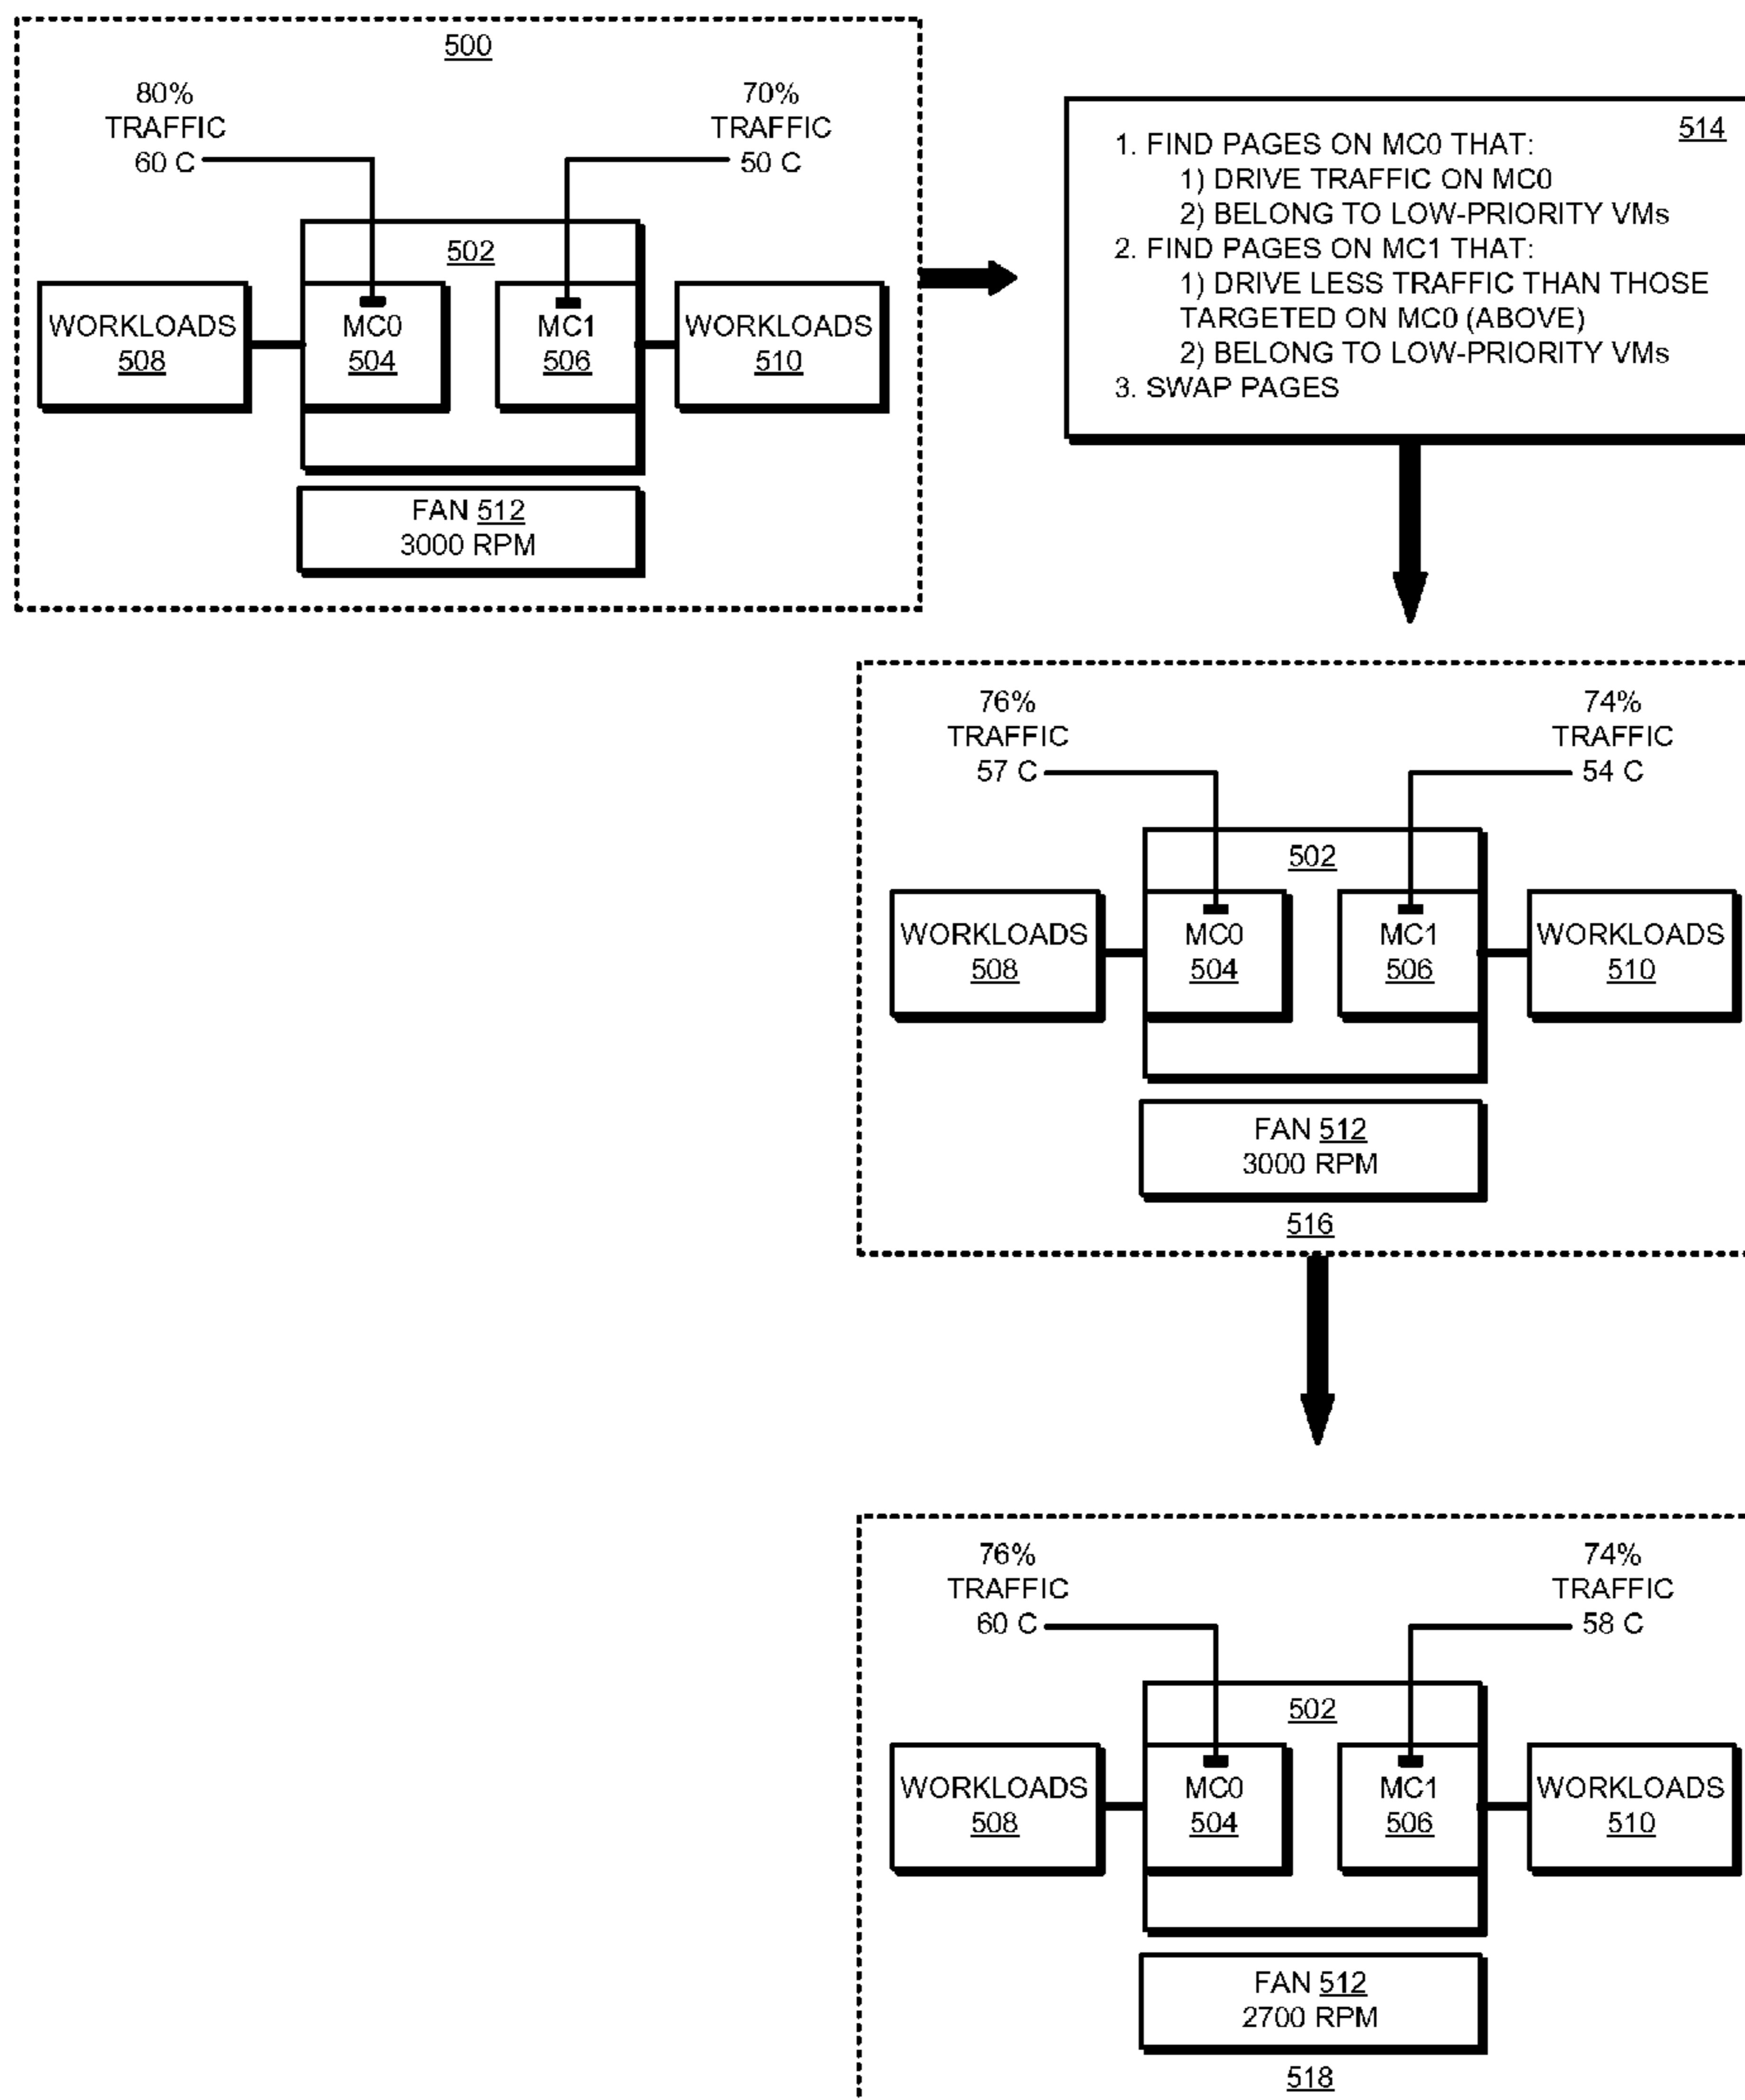 500
80%
TRAFFIC
60 C
70%
TRAFFIC
50 C
502
WORKLOADS
508
MC0
504
MC1
506
WORKLOADS
510
FAN 512
3000 RPM
514
1. FIND PAGES ON MC0 THAT:
1) DRIVE TRAFFIC ON MC0
2) BELONG TO LOW-PRIORITY VMs
2. FIND PAGES ON MC1 THAT:
1) DRIVE LESS TRAFFIC THAN THOSE
TARGETED ON MC0 (ABOVE)
2) BELONG TO LOW-PRIORITY VMs
3. SWAP PAGES
76%
TRAFFIC
57 C
74%
TRAFFIC
54 C
502
WORKLOADS
508
MC0
504
MC1
506
WORKLOADS
510
FAN 512
3000 RPM
516
76%
TRAFFIC
60 C
74%
TRAFFIC
58 C
502
WORKLOADS
508
MC0
504
MC1
506
WORKLOADS
510
FAN 512
2700 RPM
518